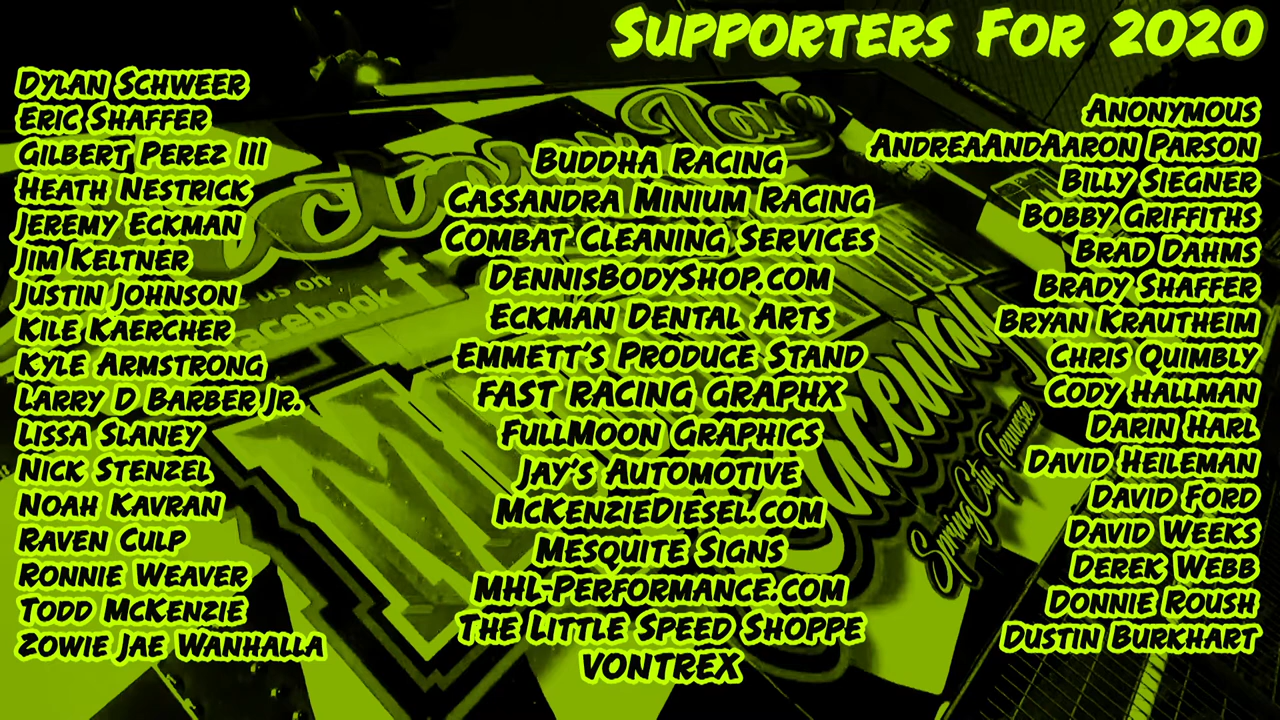 Supporters For 2020
Dylan Schweer
Eric Shaffer
Gilbert Perez III
Heath Nestrick
Jeremy Eckman
Jim Keltner
Justin Johnson
Kile Kaercher
Kyle Armstrong
Larry D Barber Jr.
Lissa Slaney
Nick Stenzel
Noah Kavran
Raven Culp
Ronnie Weaver
Todd McKenzie
Zowie Jae Wanhalla
Buddha Racing
Cassandra Minium Racing
Combat Cleaning Services
DennisBodyShop.com
Eckman Dental Arts
Emmett's Produce Stand
FAST RACING GRAPHX
FullMoon Graphics
Jay's Automotive
McKenzieDiesel.com
Mesquite Signs
MHL-Performance.com
The Little Speed Shoppe
VONTREX
Anonymous
AndreaAndAaron Parson
Billy Siegner
Bobby Griffiths
Brad Dahms
Brady Shaffer
Bryan Krautheim
Chris Quimbly
Cody Hallman
Darin Harl
David Heileman
David Ford
David Weeks
Derek Webb
Donnie Roush
Dustin Burkhart
Lane
us on
facebook f
Raceway
Spring City, Tennessee